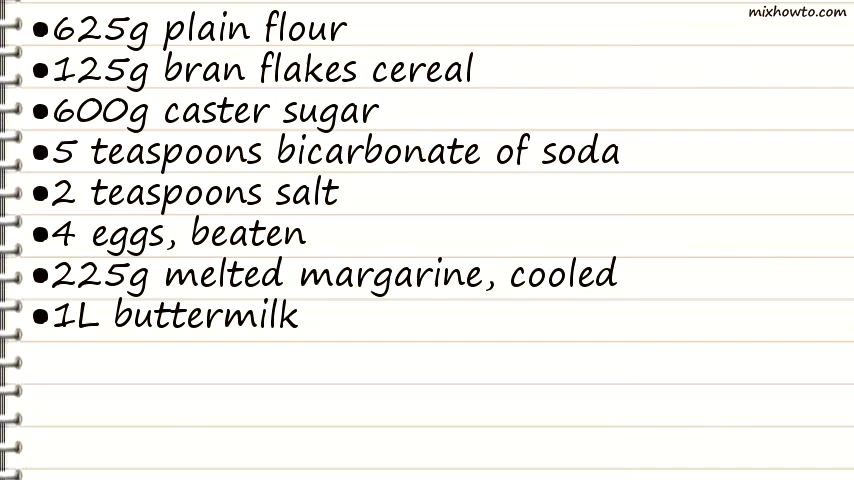 mixhowto.com
•625g plain flour
•125g bran flakes cereal
•600g caster sugar
•5 teaspoons bicarbonate of soda
•2 teaspoons salt
•4 eggs, beaten
•225g melted margarine, cooled
•1L buttermilk